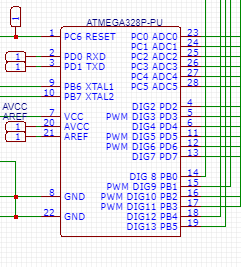 1
ATMEGA328P-PU
1 PC6 RESET PC0 ADC0 23
PC1 ADC1 24
2 PD0 RXD PC2 ADC2 25
1 3 PD1 TXD PC3 ADC3 26
1 PC4 ADC4 27
9 PB6 XTAL1 PC5 ADC5 28
10 PB7 XTAL2
AVCC DIG2 PD2 4
AREF 7 VCC PWM DIG3 PD3 5
1 20 AVCC DIG4 PD4 6
1 21 AREF PWM DIG5 PD5 11
PWM DIG6 PD6 12
DIG7 PD7 13
DIG 8 PB0 14
PWM DIG9 PB1 15
8 GND PWM DIG10 PB2 16
PWM DIG11 PB3 17
22 GND DIG12 PB4 18
DIG13 PB5 19